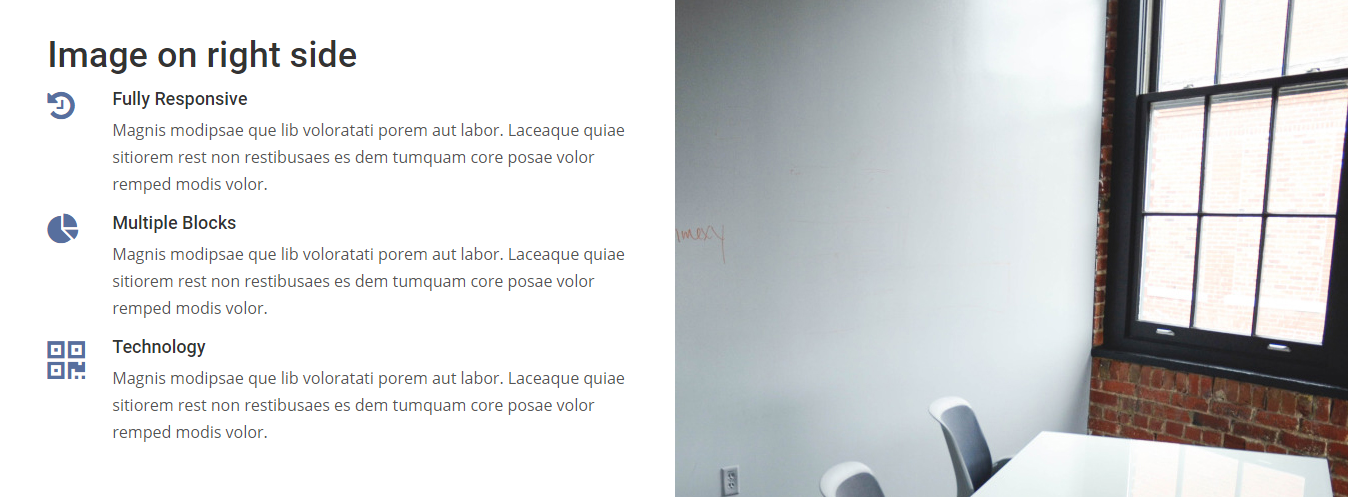 Image on right side
Fully Responsive
Magnis modipsae que lib voloratati porem aut labor. Laceaque quiae
sitiorem rest non restibusaes es dem tumquam core posae volor
remped modis volor.
Multiple Blocks
Magnis modipsae que lib voloratati porem aut labor. Laceaque quiae
sitiorem rest non restibusaes es dem tumquam core posae volor
remped modis volor.
Technology
Magnis modipsae que lib voloratati porem aut labor. Laceaque quiae
sitiorem rest non restibusaes es dem tumquam core posae volor
remped modis volor.